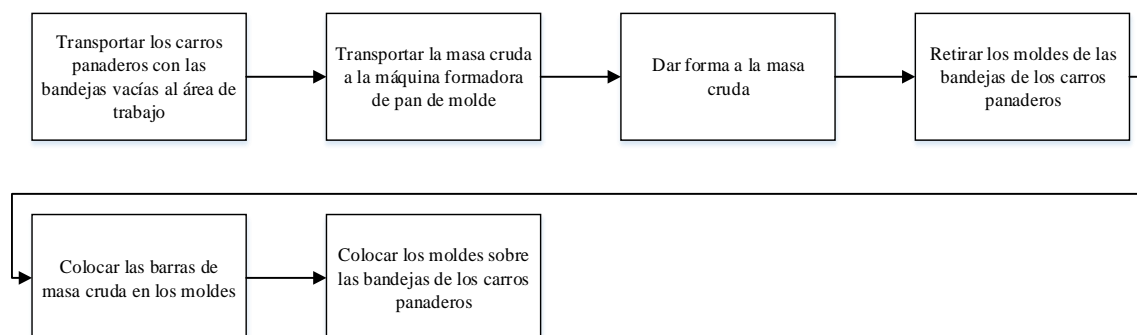 Transportar los carros
panaderos con las
bandejas vacías al área de
trabajo
Transportar la masa cruda
a la máquina formadora
de pan de molde
Dar forma a la masa
cruda
Retirar los moldes de las
bandejas de los carros
panaderos
Colocar las barras de
masa cruda en los moldes
Colocar los moldes sobre
las bandejas de los carros
panaderos